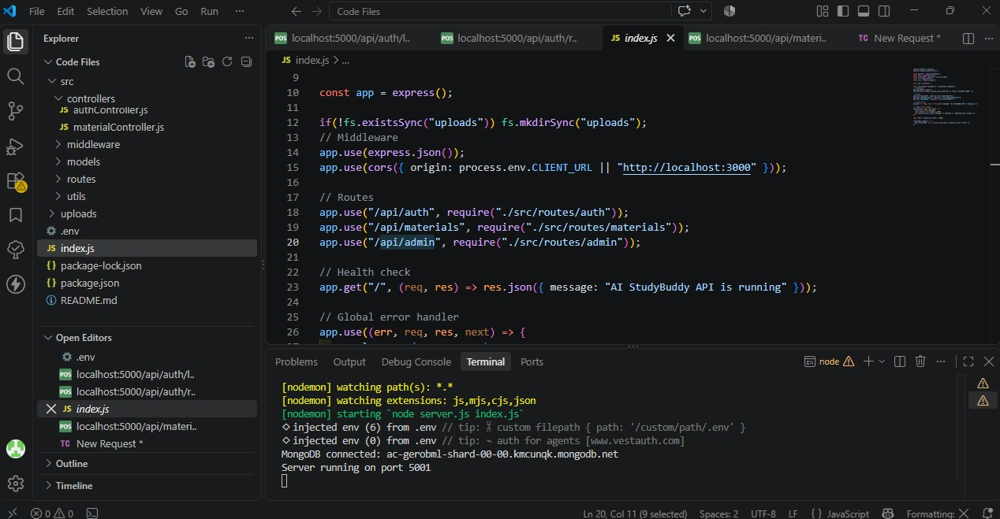 File Edit Selection View Go Run ··· Code Files
Explorer
Code Files
src
controllers
authController.js
materialController.js
middleware
models
routes
utils
uploads
.env
index.js
package-lock.json
package.json
README.md
Open Editors
.env
localhost:5000/api/auth/l..
localhost:5000/api/auth/r..
index.js
localhost:5000/api/materi..
New Request *
Outline
Timeline
localhost:5000/api/auth/l.. localhost:5000/api/auth/r.. index.js localhost:5000/api/materi.. New Request *
JS index.js > ...
9
10 const app = express();
11
12 if(!fs.existsSync("uploads")) fs.mkdirSync("uploads");
13 // Middleware
14 app.use(express.json());
15 app.use(cors({ origin: process.env.CLIENT_URL || "http://localhost:3000" }));
16
17 // Routes
18 app.use("/api/auth", require("./src/routes/auth"));
19 app.use("/api/materials", require("./src/routes/materials"));
20 app.use("/api/admin", require("./src/routes/admin"));
21
22 // Health check
23 app.get("/", (req, res) => res.json({ message: "AI StudyBuddy API is running" }));
24
25 // Global error handler
26 app.use((err, req, res, next) => {
Problems Output Debug Console Terminal Ports node
[nodemon] watching path(s): *.*
[nodemon] watching extensions: js,mjs,cjs,json
[nodemon] starting `node server.js index.js`
injected env (6) from .env // tip: custom filepath { path: '/custom/path/.env' }
injected env (0) from .env // tip: auth for agents [www.vestauth.com]
MongoDB connected: ac-gerobml-shard-00-00.kmcunqk.mongodb.net
Server running on port 5001
0 0 Ln 20, Col 11 (9 selected) Spaces: 2 UTF-8 LF { } JavaScript Formatting: